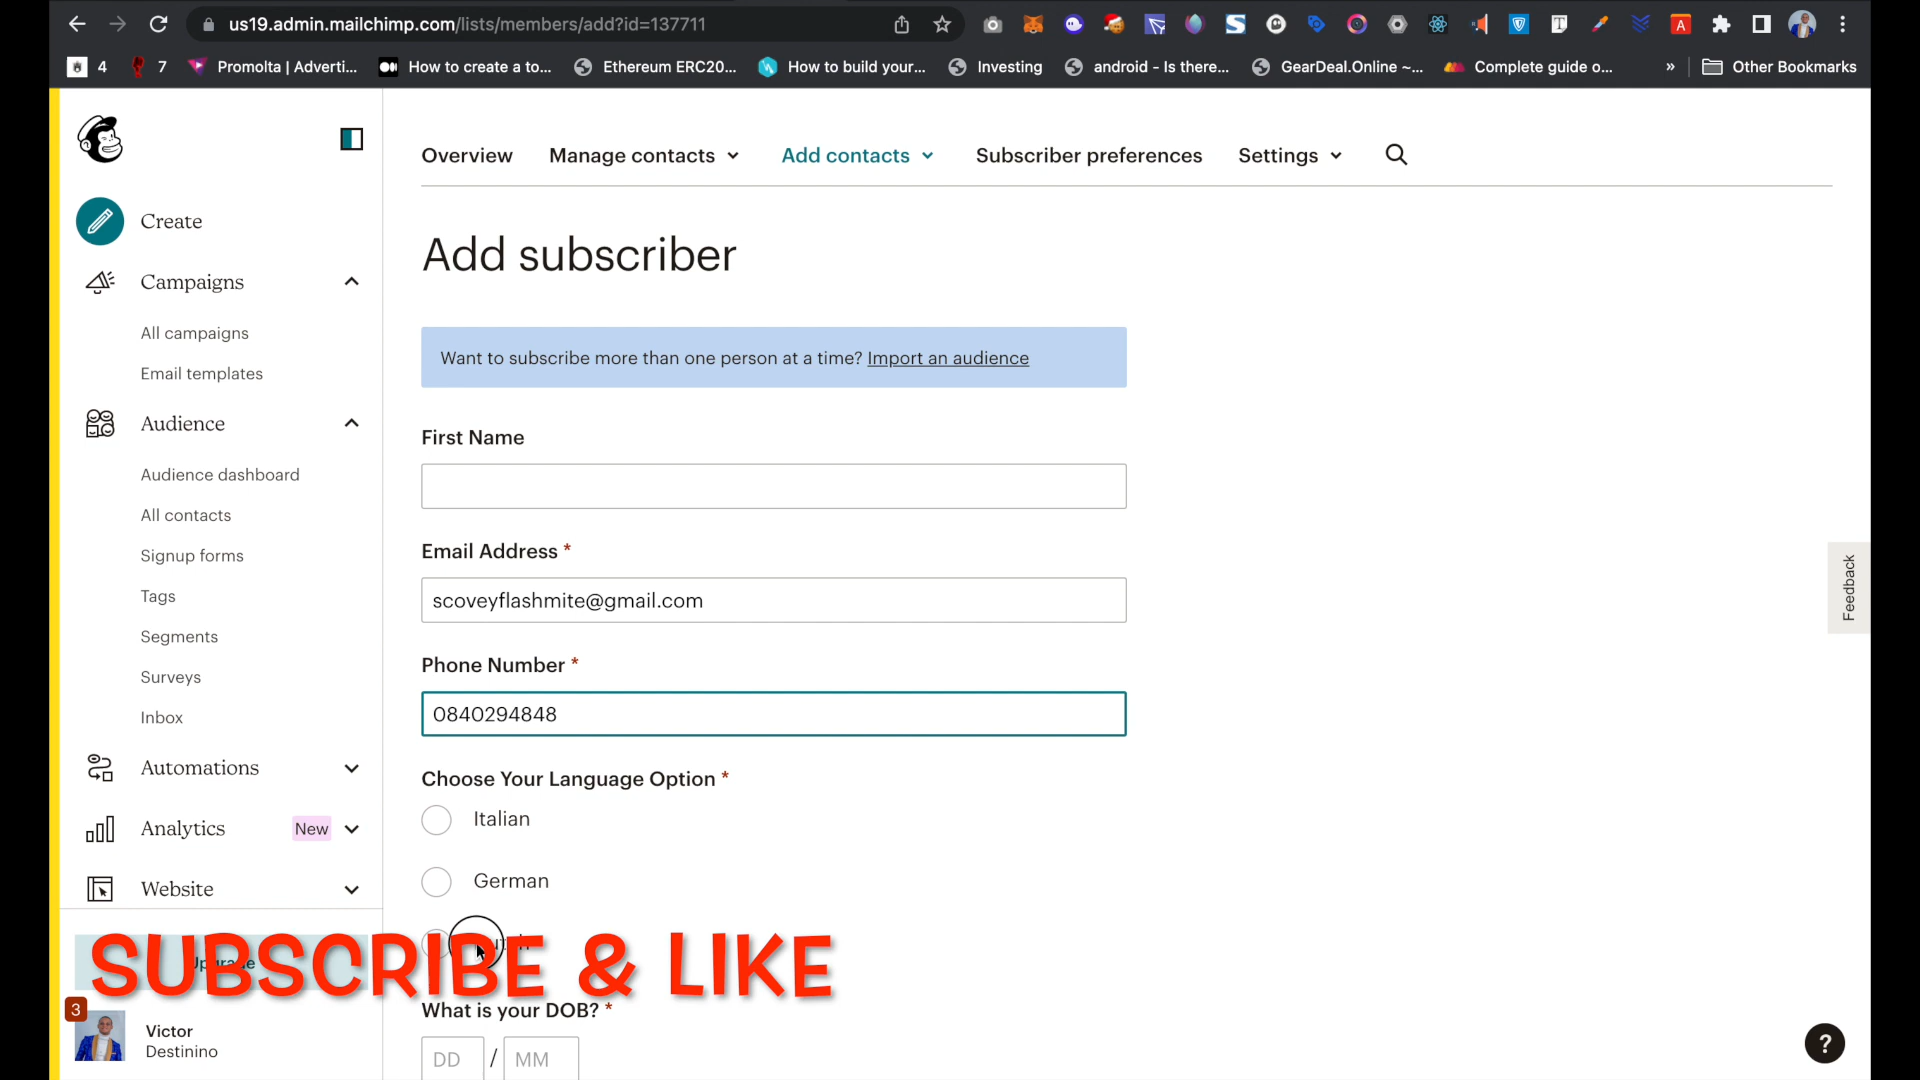 us19.admin.mailchimp.com/lists/members/add?id=137711
4
7
Promolta | Adverti...
How to create a to...
Ethereum ERC20...
How to build your...
Investing
android - Is there...
GearDeal.Online ~...
Complete guide o...
»
Other Bookmarks
Overview
Manage contacts
Add contacts
Subscriber preferences
Settings
Create
Campaigns
All campaigns
Email templates
Audience
Audience dashboard
All contacts
Signup forms
Tags
Segments
Surveys
Inbox
Automations
Analytics
New
Website
Upgrade
3
Victor
Destinino
Add subscriber
Want to subscribe more than one person at a time? Import an audience
First Name
Email Address *
scoveyflashmite@gmail.com
Phone Number *
0840294848
Choose Your Language Option *
Italian
German
What is your DOB? *
DD / MM
SUBSCRIBE & LIKE
Feedback
?